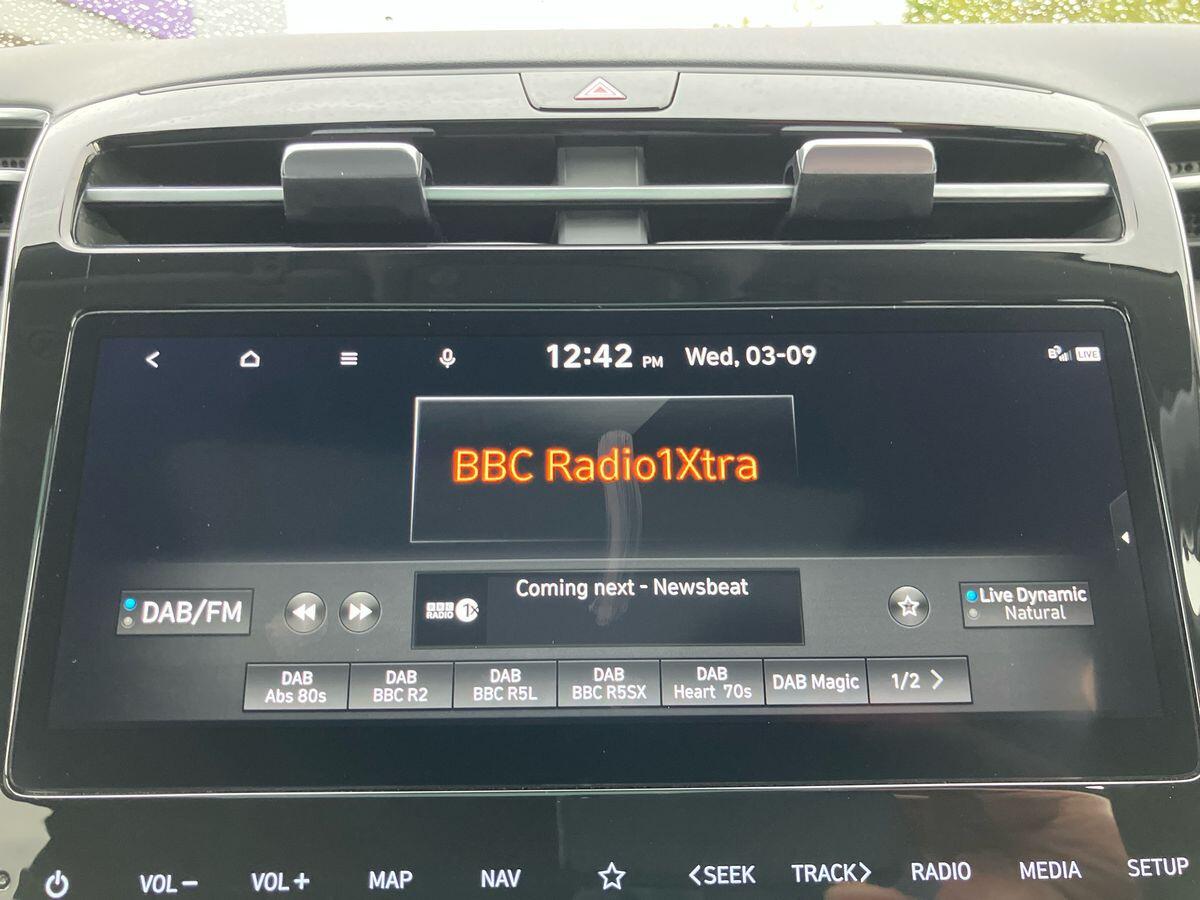 12:42 PM Wed, 03-09
LIVE
BBC Radio1Xtra
Coming next - Newsbeat
BBC
RADIO 1X
DAB/FM
Live Dynamic
Natural
DAB
Abs 80s
DAB
BBC R2
DAB
BBC R5L
DAB
BBC R5SX
DAB
Heart 70s
DAB Magic
1/2 >
VOL− VOL+ MAP NAV <SEEK TRACK> RADIO MEDIA SETUP